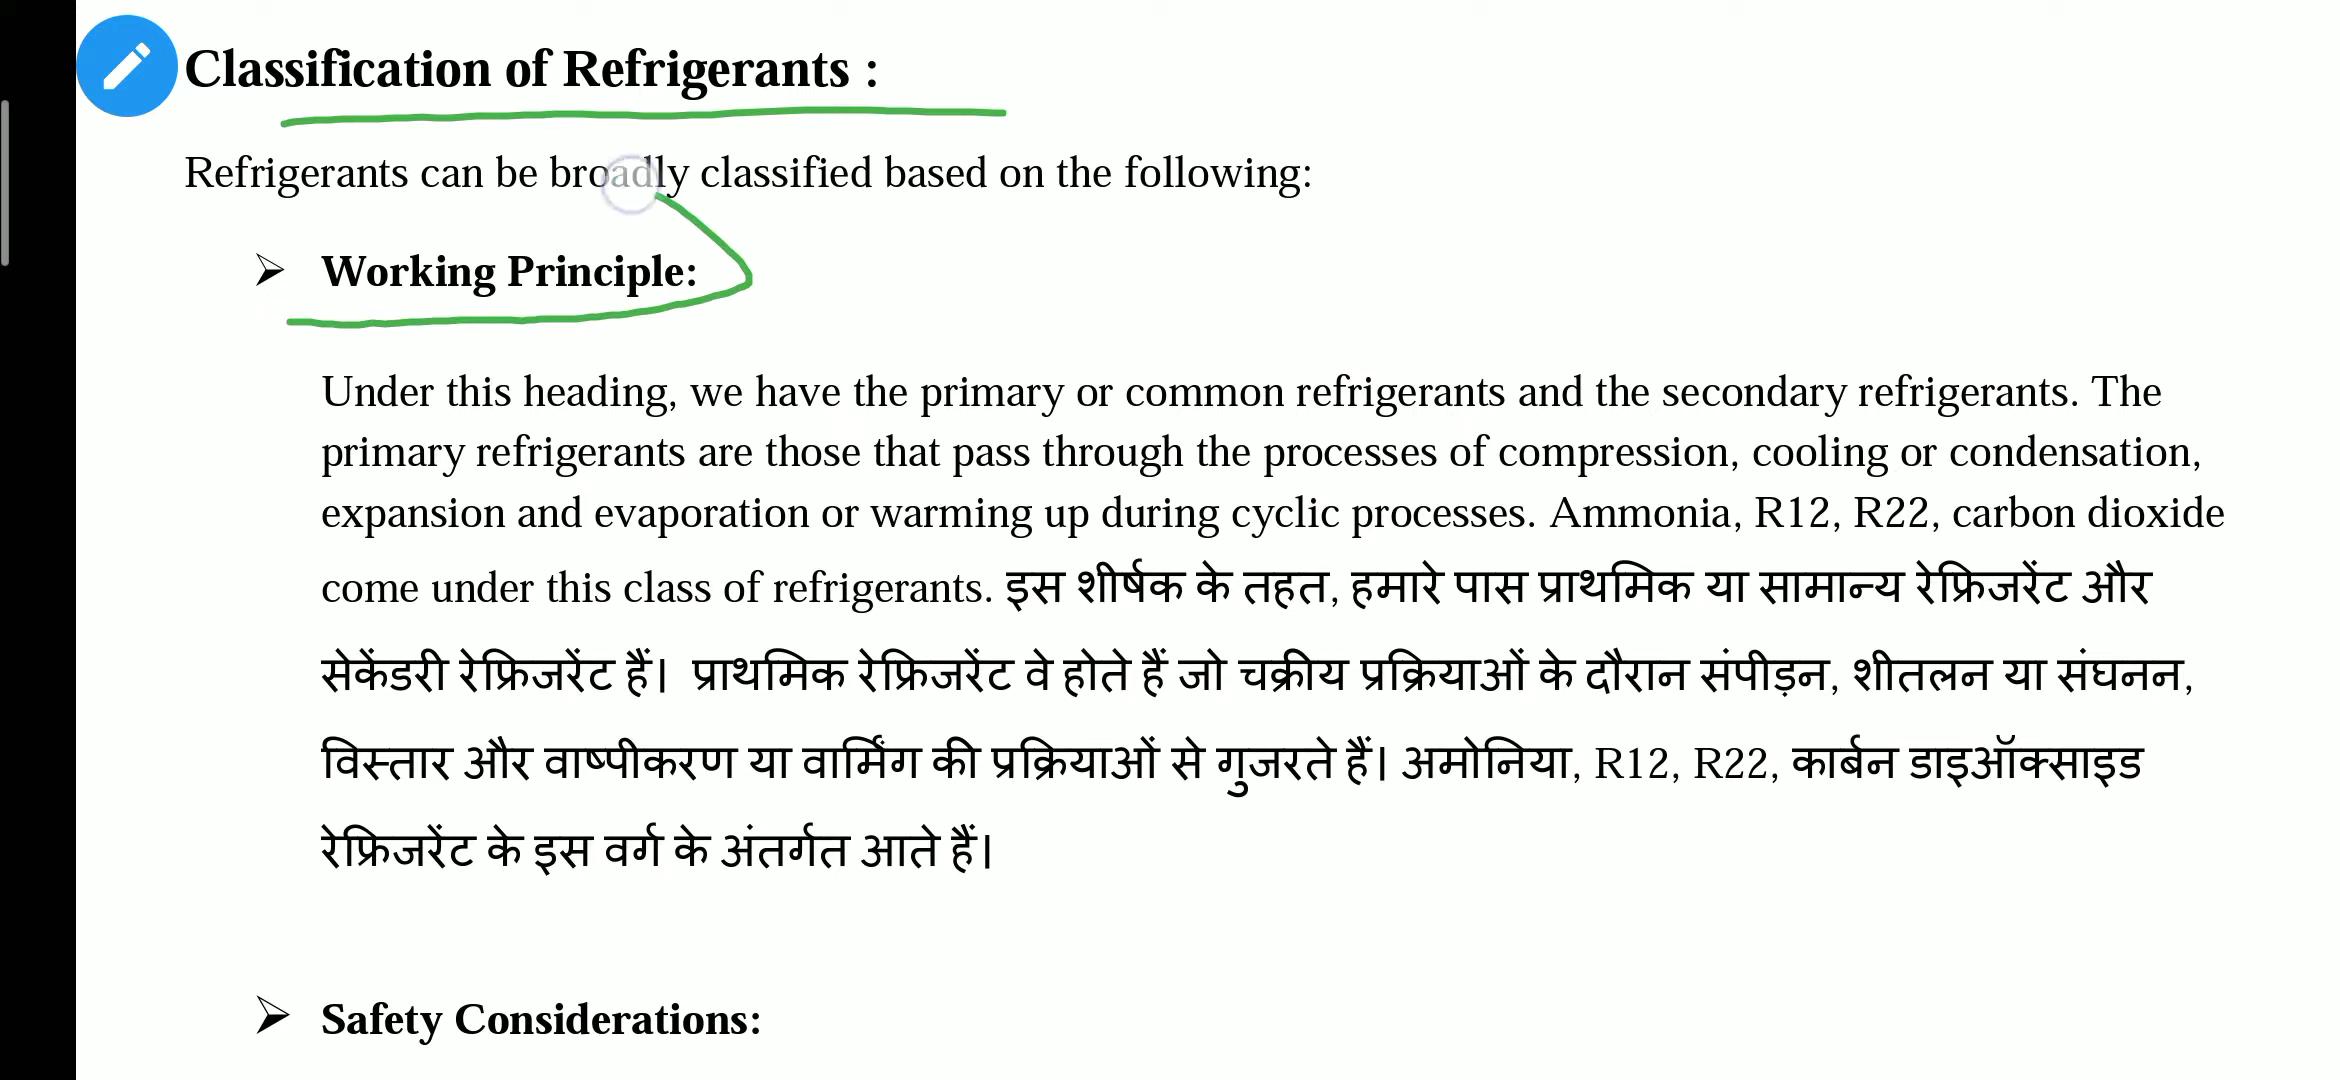 Classification of Refrigerants :
Refrigerants can be broadly classified based on the following:
➢ Working Principle:
Under this heading, we have the primary or common refrigerants and the secondary refrigerants. The
primary refrigerants are those that pass through the processes of compression, cooling or condensation,
expansion and evaporation or warming up during cyclic processes. Ammonia, R12, R22, carbon dioxide
come under this class of refrigerants. इस शीर्षक के तहत, हमारे पास प्राथमिक या सामान्य रेफ्रिजरेंट और
सेकेंडरी रेफ्रिजरेंट हैं। प्राथमिक रेफ्रिजरेंट वे होते हैं जो चक्रीय प्रक्रियाओं के दौरान संपीड़न, शीतलन या संघनन,
विस्तार और वाष्पीकरण या वार्मिंग की प्रक्रियाओं से गुजरते हैं। अमोनिया, R12, R22, कार्बन डाइऑक्साइड
रेफ्रिजरेंट के इस वर्ग के अंतर्गत आते हैं।
➢ Safety Considerations: